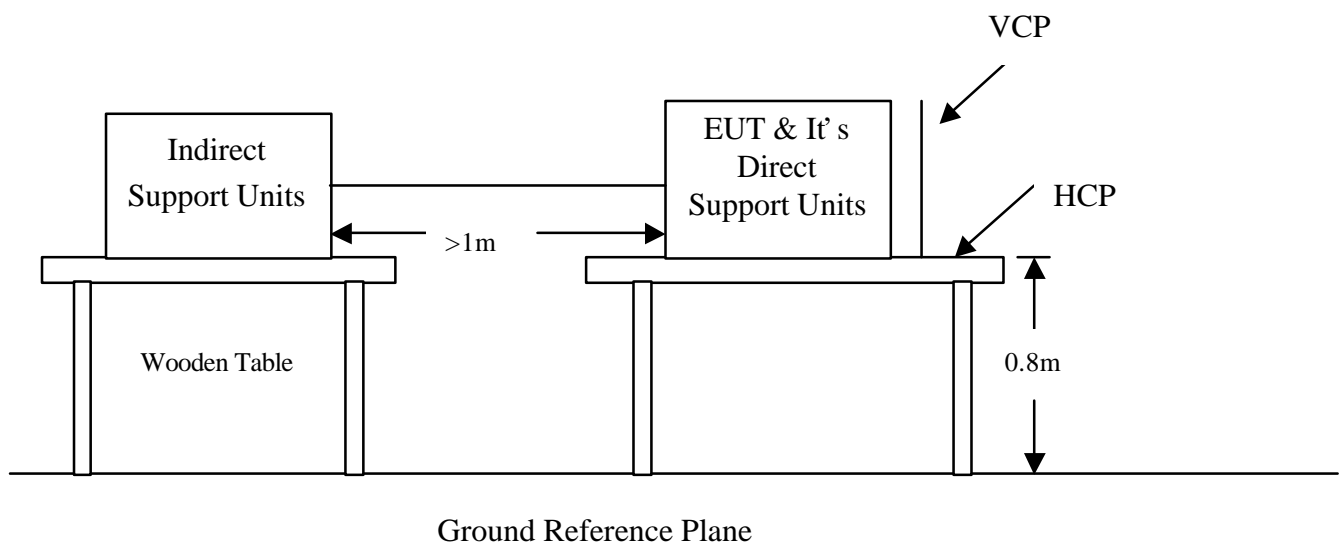 VCP
Indirect
Support Units
EUT & It's
Direct
Support Units
HCP
>1m
Wooden Table
0.8m
Ground Reference Plane